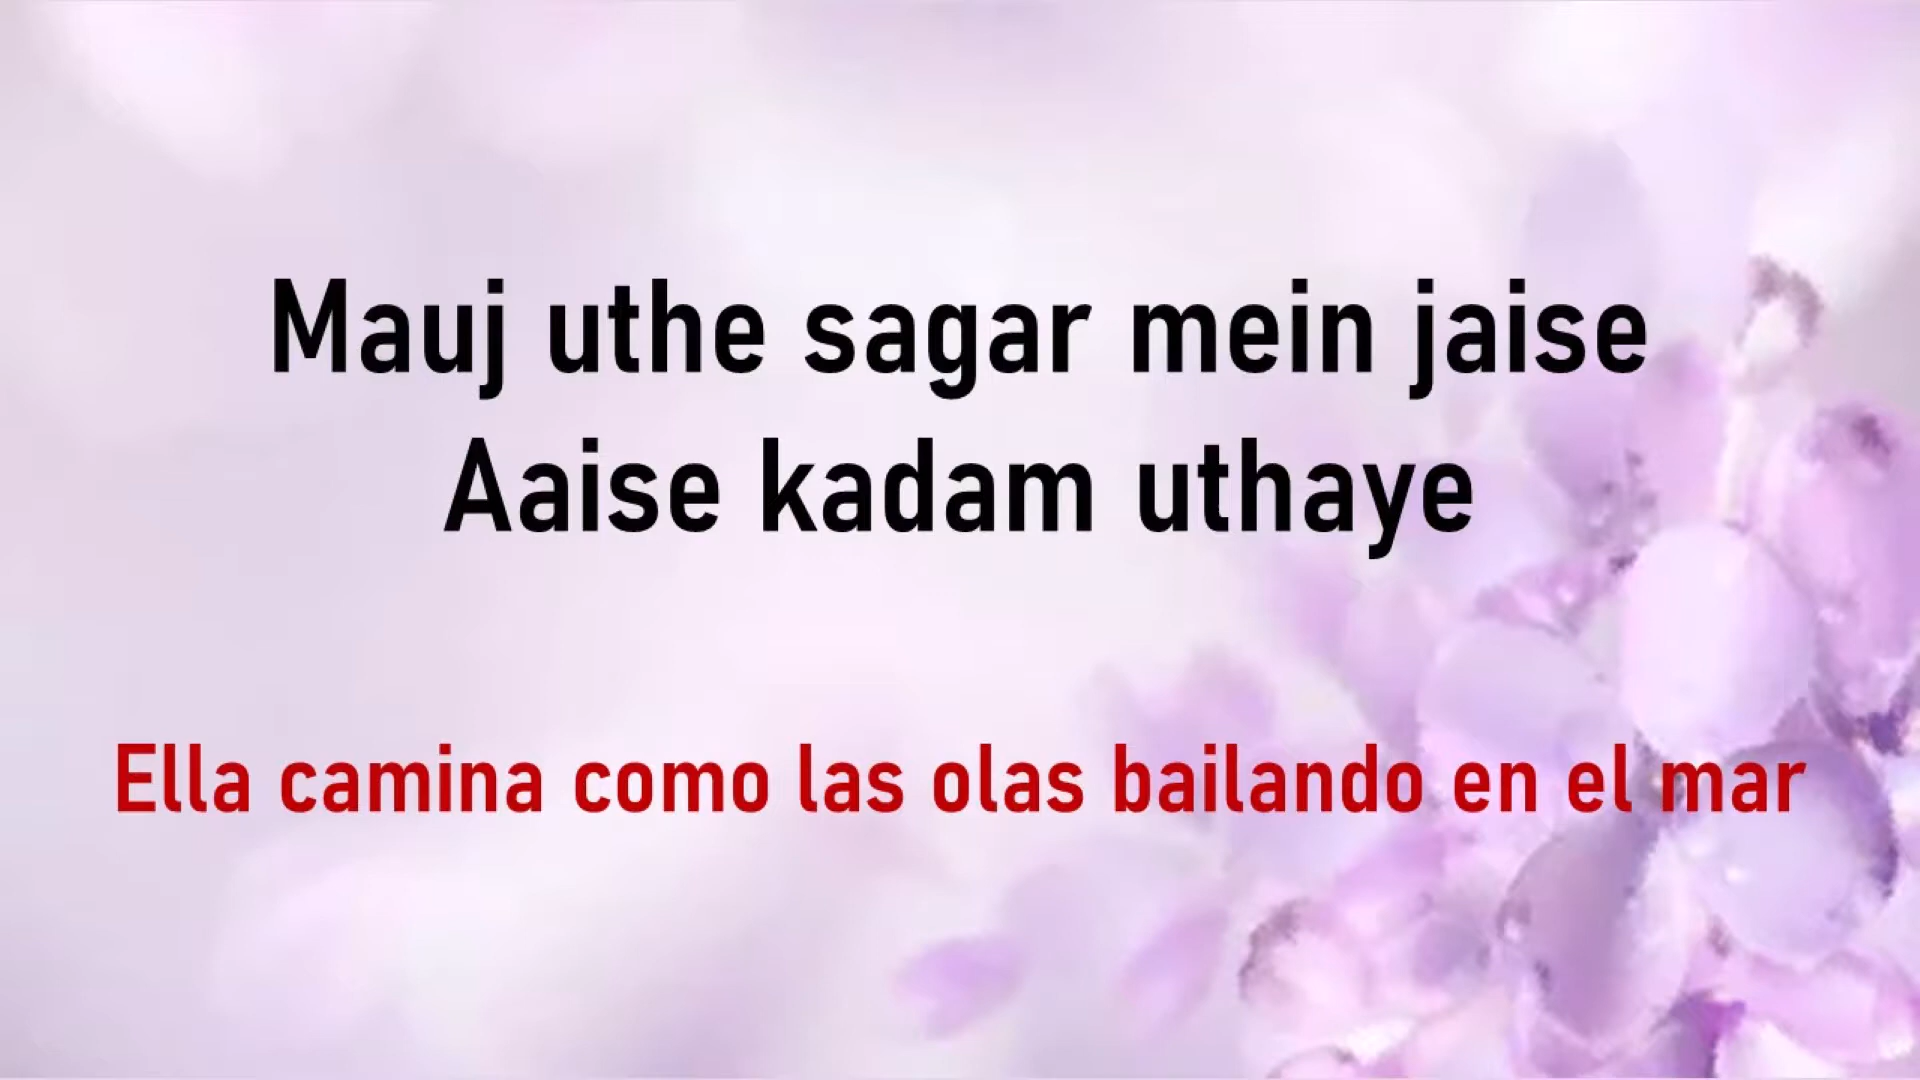 Mauj uthe sagar mein jaise
Aaise kadam uthaye
Ella camina como las olas bailando en el mar